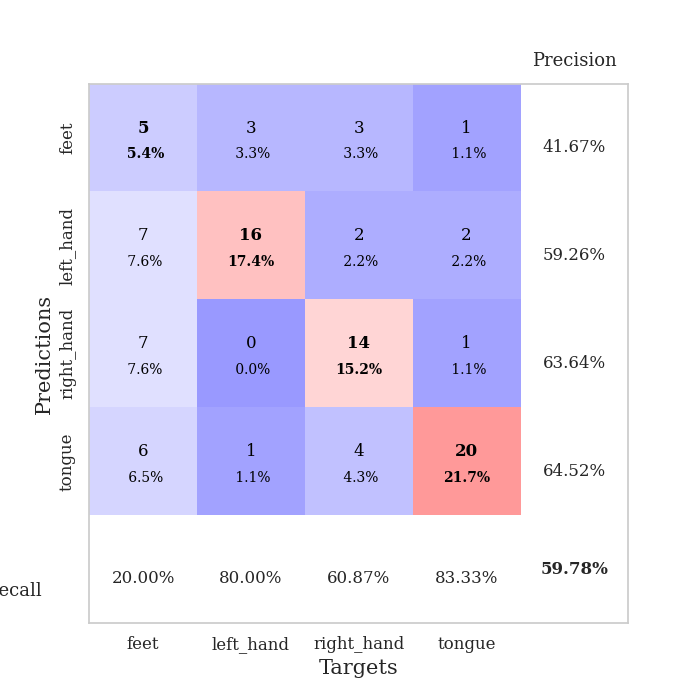 Precision
feet 5 3 3 1 41.67%
5.4% 3.3% 3.3% 1.1%
left_hand 7 16 2 2 59.26%
7.6% 17.4% 2.2% 2.2%
right_hand 7 0 14 1 63.64%
7.6% 0.0% 15.2% 1.1%
tongue 6 1 4 20 64.52%
6.5% 1.1% 4.3% 21.7%
Predictions
ecall 20.00% 80.00% 60.87% 83.33% 59.78%
feet left_hand right_hand tongue
Targets